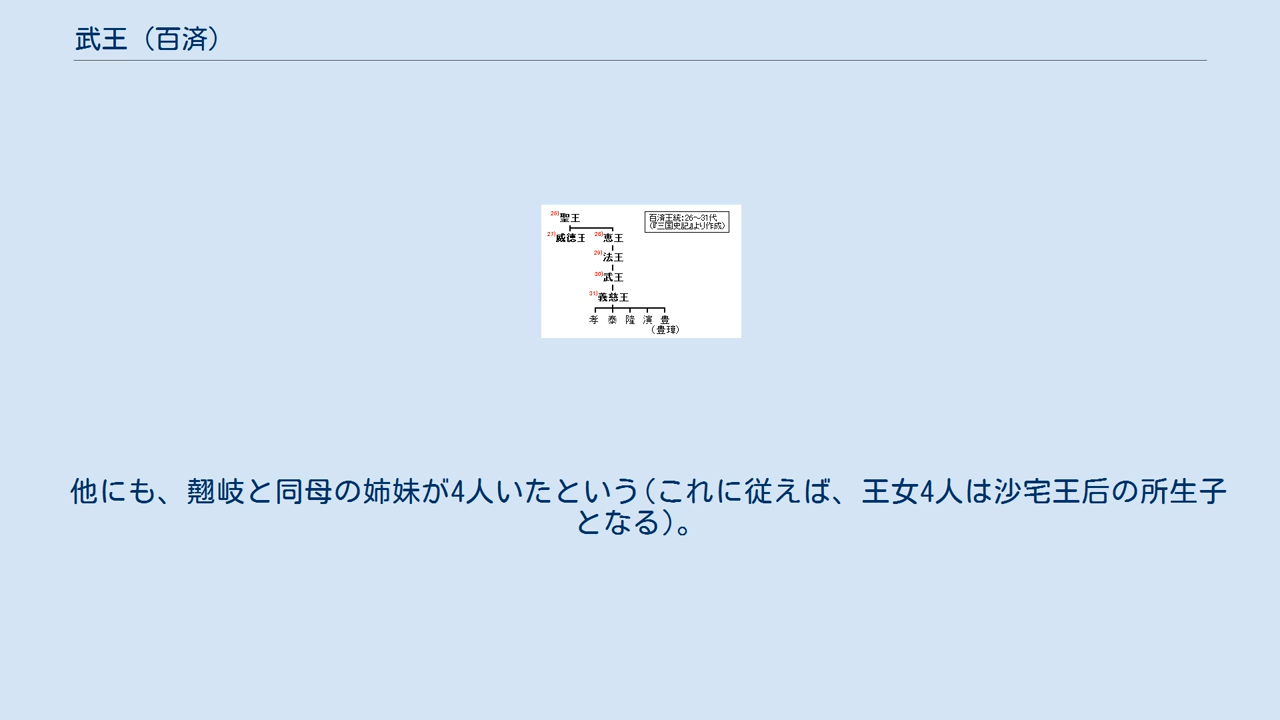 武王（百済）
26)聖王
百済王統:26〜31代
(『三国史記』より作成)
27)威徳王 28)恵王
29)法王
30)武王
31)義慈王
孝 泰 隆 演 豊
(豊璋)
他にも、翹岐と同母の姉妹が4人いたという（これに従えば、王女4人は沙宅王后の所生子
となる）。